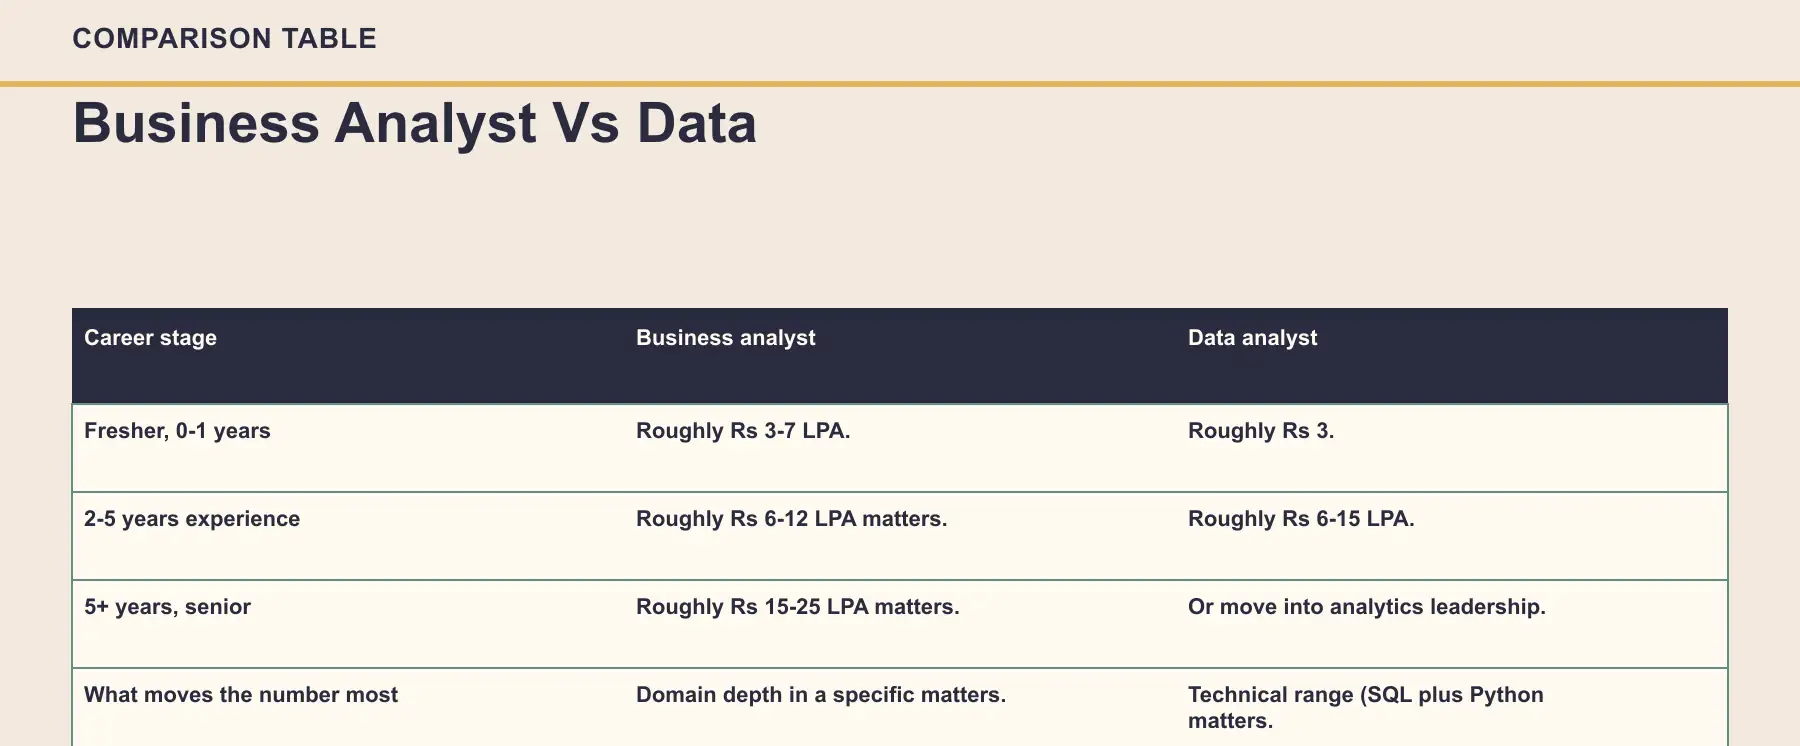 COMPARISON TABLE
Business Analyst Vs Data
Career stage Business analyst Data analyst
Fresher, 0-1 years Roughly Rs 3-7 LPA. Roughly Rs 3.
2-5 years experience Roughly Rs 6-12 LPA matters. Roughly Rs 6-15 LPA.
5+ years, senior Roughly Rs 15-25 LPA matters. Or move into analytics leadership.
What moves the number most Domain depth in a specific matters. Technical range (SQL plus Python
matters.